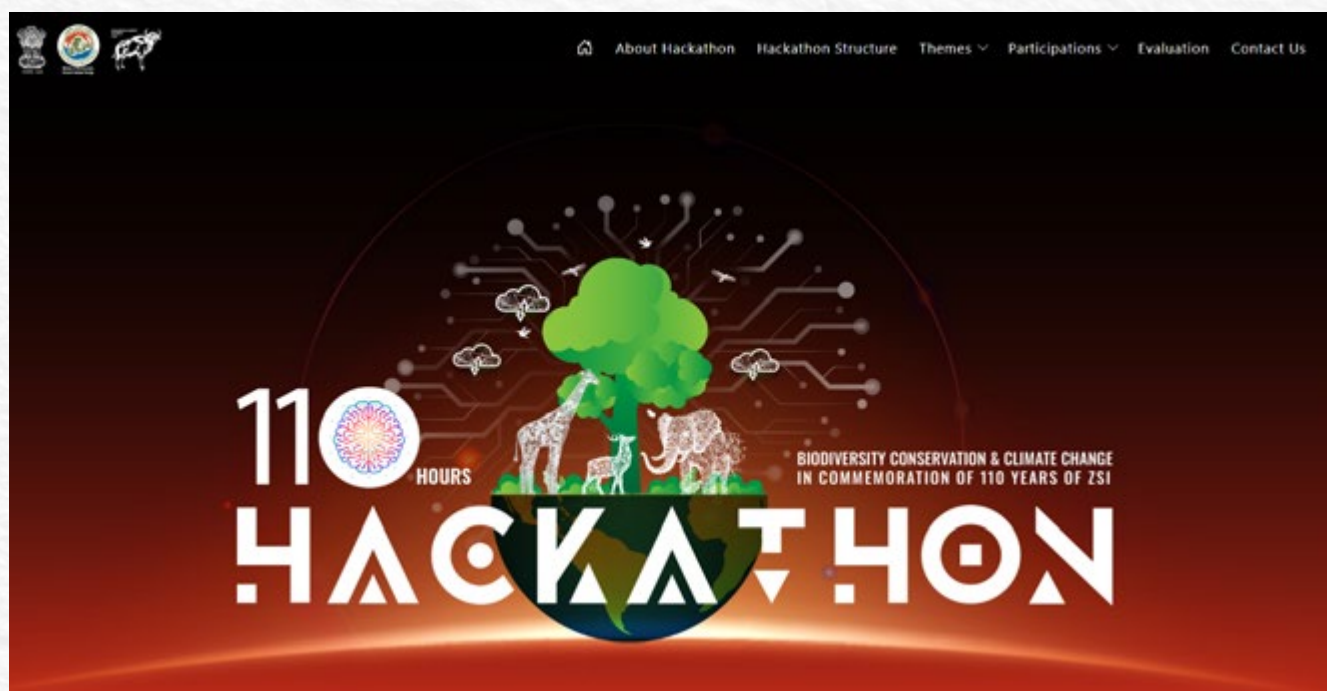 About Hackathon Hackathon Structure Themes Participations Evaluation Contact Us
110
HOURS
BIODIVERSITY CONSERVATION & CLIMATE CHANGE
IN COMMEMORATION OF 110 YEARS OF ZSI
HACKATHON